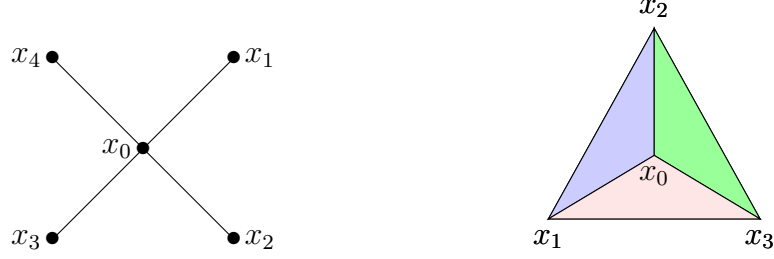 x₄ x₁
x₀
x₃ x₂
x₂
x₀
x₁ x₃